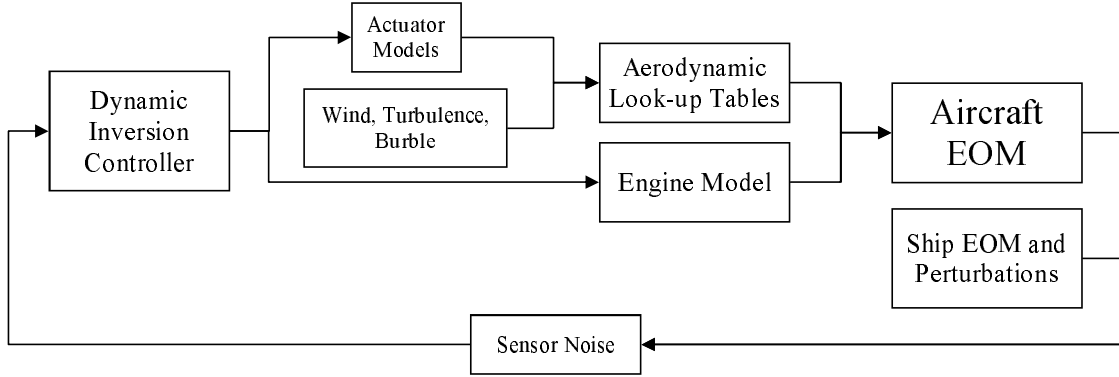 Actuator
Models
Dynamic
Inversion
Controller
Wind, Turbulence,
Burble
Aerodynamic
Look-up Tables
Engine Model
Aircraft
EOM
Ship EOM and
Perturbations
Sensor Noise